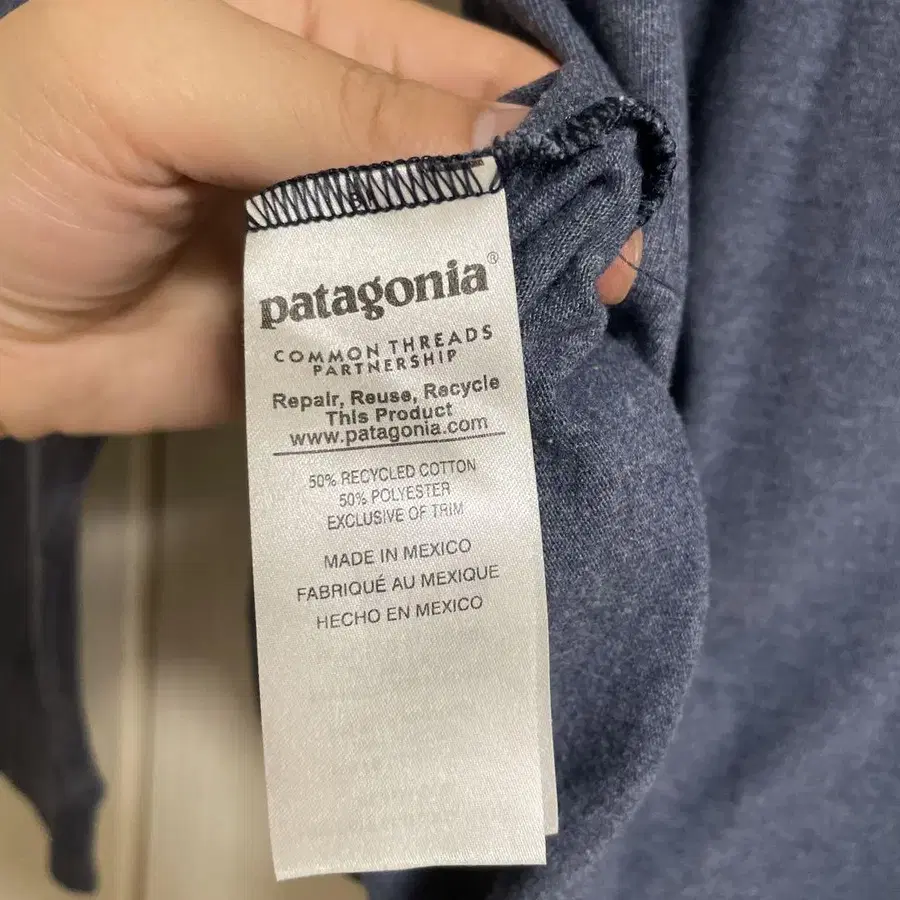 patagonia®
COMMON THREADS
PARTNERSHIP
Repair, Reuse, Recycle
This Product
www.patagonia.com
50% RECYCLED COTTON
50% POLYESTER
EXCLUSIVE OF TRIM
MADE IN MEXICO
FABRIQUÉ AU MEXIQUE
HECHO EN MEXICO